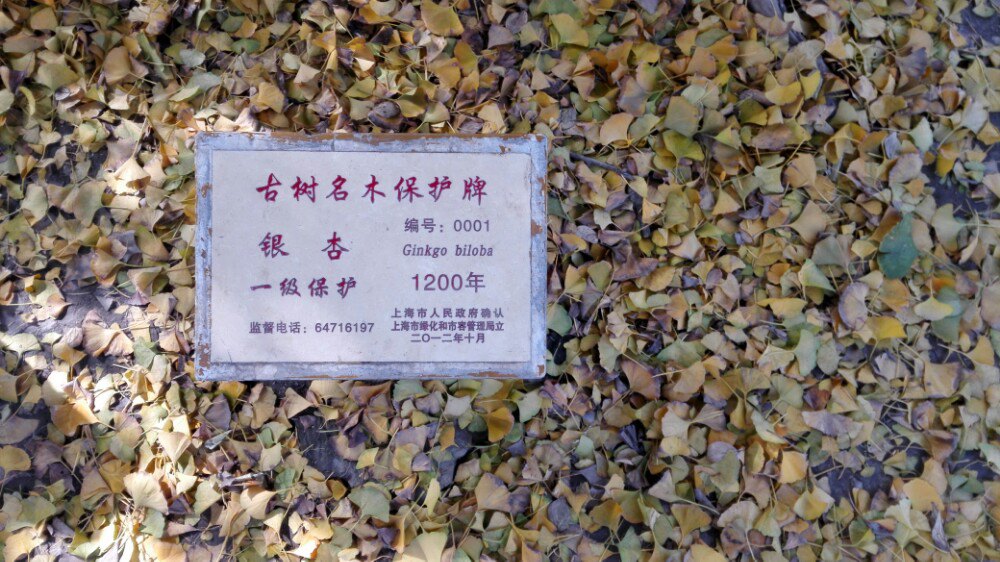 古树名木保护牌
编号：0001
银 杏 Ginkgo biloba
一级保护 1200年
监督电话：64716197
上海市人民政府确认
上海市绿化和市容管理局立
二〇一二年十月